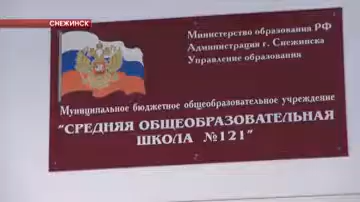 СНЕЖИНСК
Министерство образования РФ
Администрация г. Снежинска
Управление образования
Муниципальное бюджетное общеобразовательное учреждение
"СРЕДНЯЯ ОБЩЕОБРАЗОВАТЕЛЬНАЯ
ШКОЛА №121"